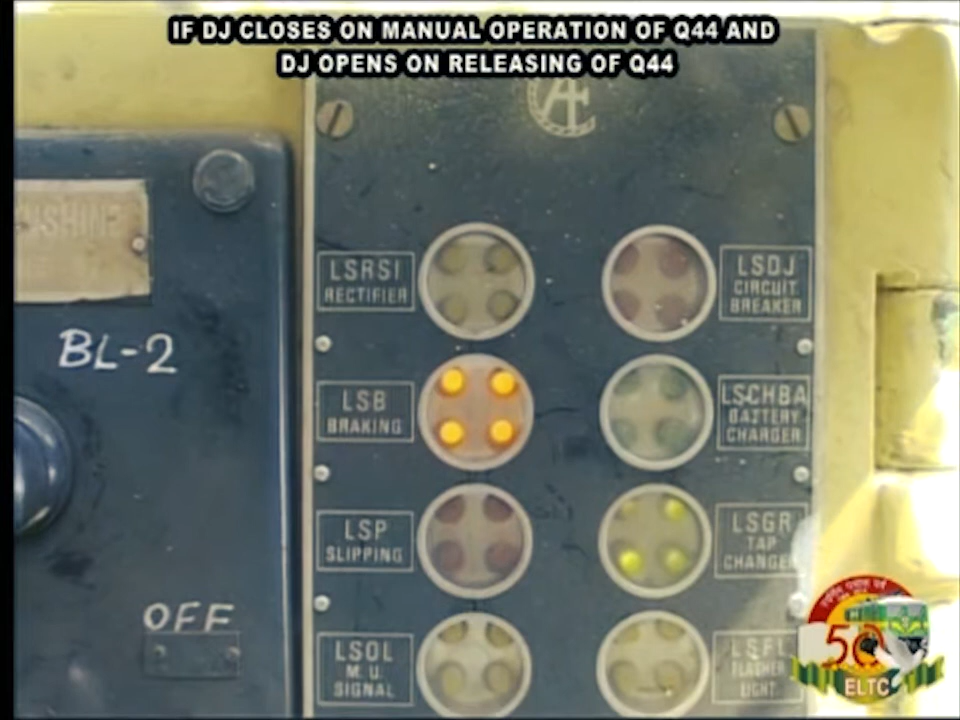 IF DJ CLOSES ON MANUAL OPERATION OF Q44 AND
DJ OPENS ON RELEASING OF Q44
LSRSI
RECTIFIER
LSDJ
CIRCUIT
BREAKER
BL-2
LSB
BRAKING
LSCHBA
BATTERY
CHARGER
LSP
SLIPPING
LSGR
TAP
CHANGER
OFF
LSOL
M.U.
SIGNAL
LSFL
FLASHER
LIGHT
50
ELTC